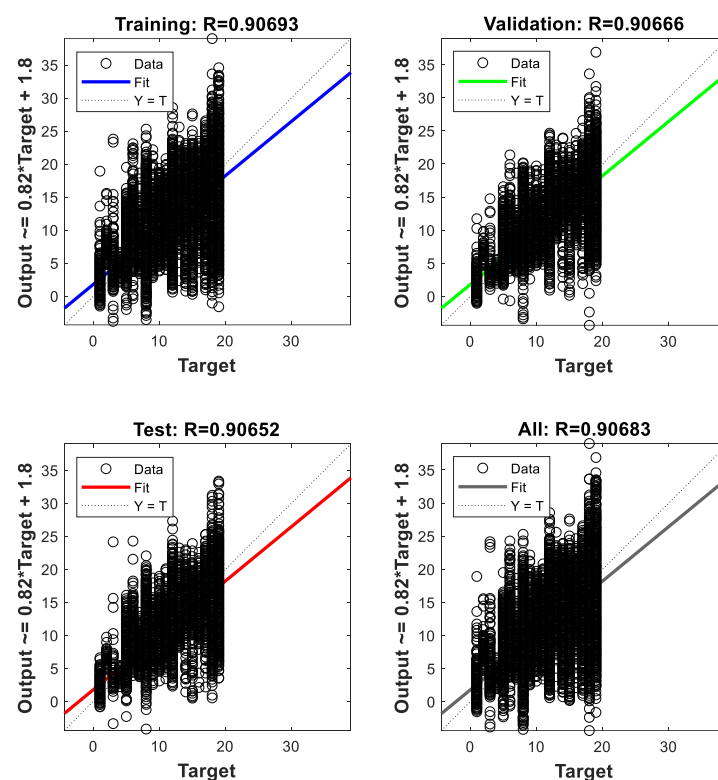 Training: R=0.90693
Output ~= 0.82*Target + 1.8
35
30
25
20
15
10
5
0
Data
Fit
Y = T
0
10
20
30
Target
Validation: R=0.90666
Output ~= 0.82*Target + 1.8
35
30
25
20
15
10
5
0
Data
Fit
Y = T
0
10
20
30
Target
Test: R=0.90652
Output ~= 0.82*Target + 1.8
35
30
25
20
15
10
5
0
Data
Fit
Y = T
0
10
20
30
Target
All: R=0.90683
Output ~= 0.82*Target + 1.8
35
30
25
20
15
10
5
0
Data
Fit
Y = T
0
10
20
30
Target